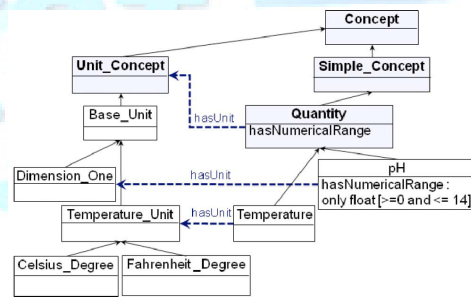 Concept
Unit_Concept
Simple_Concept
Base_Unit
hasUnit
Quantity
hasNumericalRange
Dimension_One
hasUnit
pH
hasNumericalRange :
only float [>=0 and <= 14]
Temperature_Unit
hasUnit
Temperature
Celsius_Degree
Fahrenheit_Degree